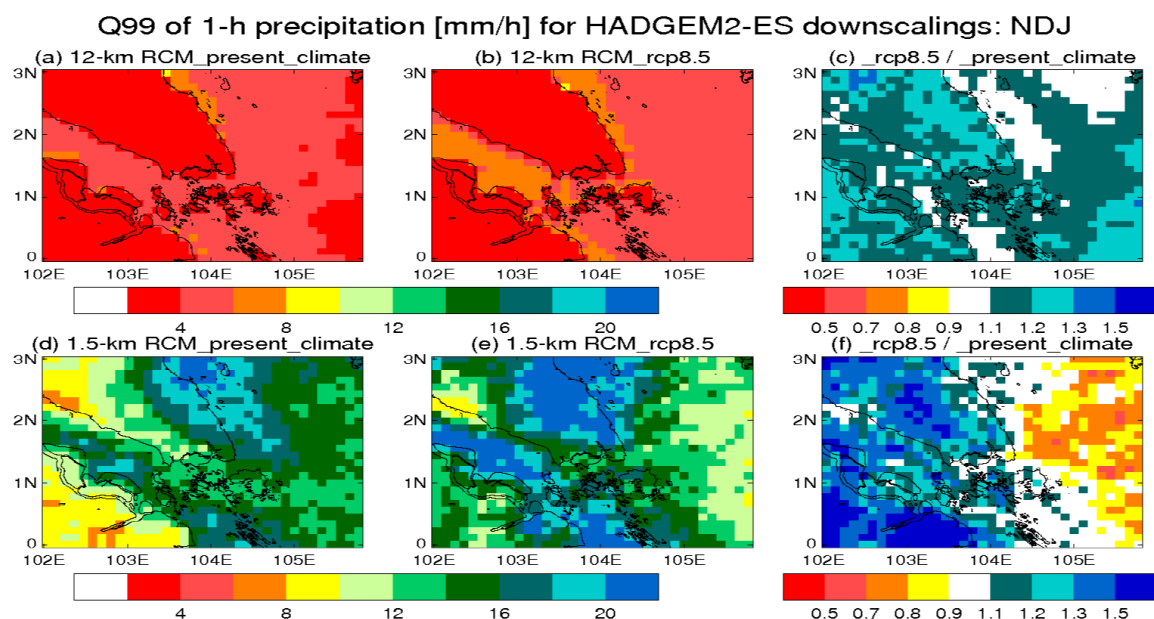 Q99 of 1-h precipitation [mm/h] for HADGEM2-ES downscalings: NDJ
(a) 12-km RCM_present_climate
(b) 12-km RCM_rcp8.5
(c) _rcp8.5 / _present_climate
3N
2N
1N
0
102E 103E 104E 105E
3N
2N
1N
0
102E 103E 104E 105E
3N
2N
1N
0
102E 103E 104E 105E
4 8 12 16 20
0.5 0.7 0.8 0.9 1.1 1.2 1.3 1.5
(d) 1.5-km RCM_present_climate
(e) 1.5-km RCM_rcp8.5
(f) _rcp8.5 / _present_climate
3N
2N
1N
0
102E 103E 104E 105E
3N
2N
1N
0
102E 103E 104E 105E
3N
2N
1N
0
102E 103E 104E 105E
4 8 12 16 20
0.5 0.7 0.8 0.9 1.1 1.2 1.3 1.5